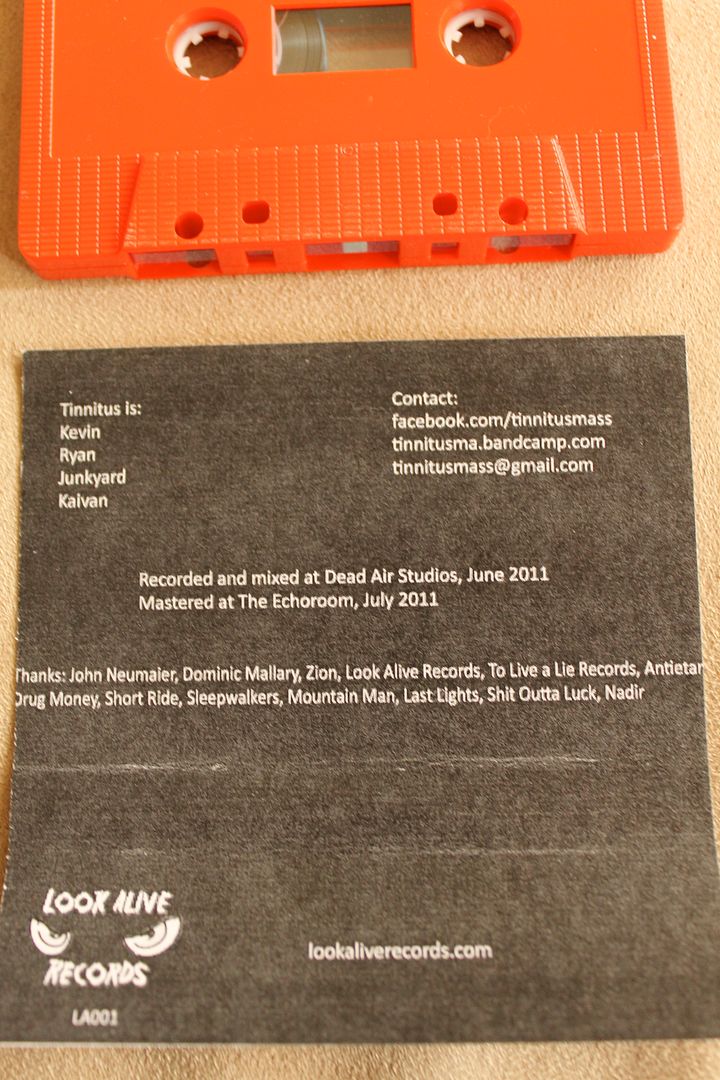 Tinnitus is:
Kevin
Ryan
Junkyard
Kaivan
Contact:
facebook.com/tinnitusmass
tinnitusma.bandcamp.com
tinnitusmass@gmail.com
Recorded and mixed at Dead Air Studios, June 2011
Mastered at The Echoroom, July 2011
Thanks: John Neumaier, Dominic Mallary, Zion, Look Alive Records, To Live a Lie Records,
Drug Money, Short Ride, Sleepwalkers, Mountain Man, Last Lights, Shit Outta Luck, Nadir
LOOK ALIVE
RECORDS
LA001
lookaliverecords.com